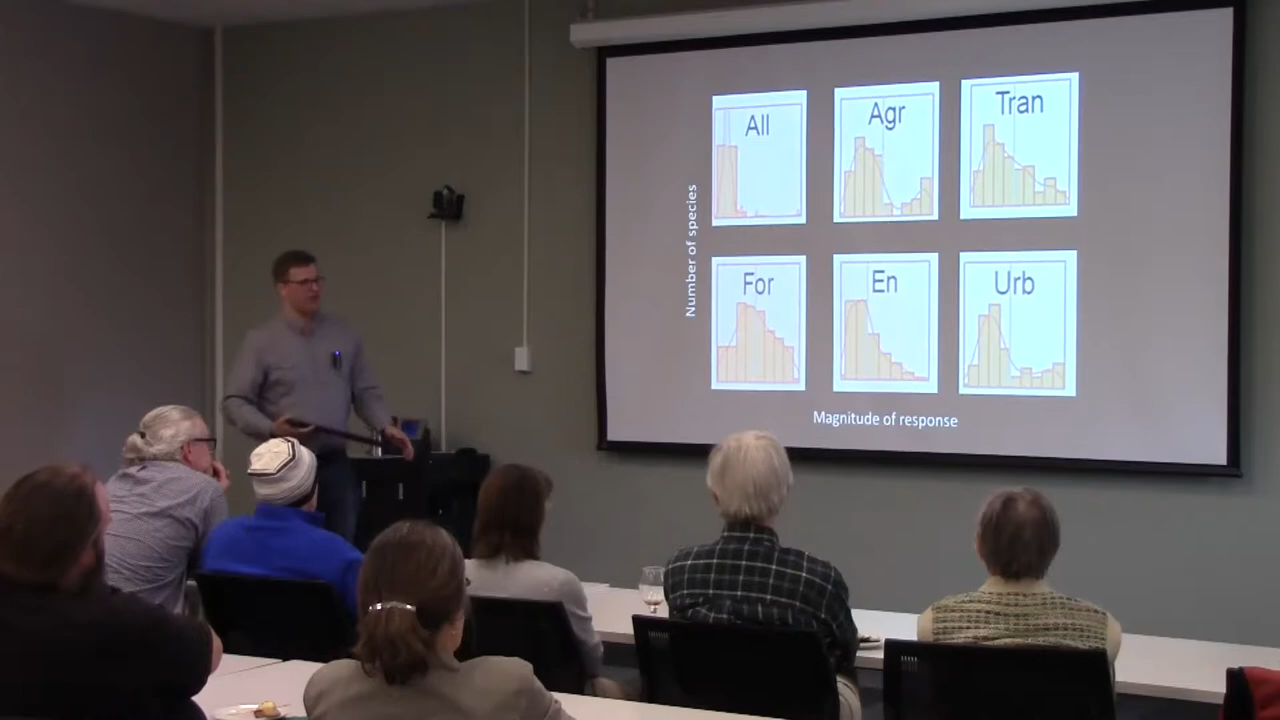 All
Agr
Tran
Number of species
For
En
Urb
Magnitude of response